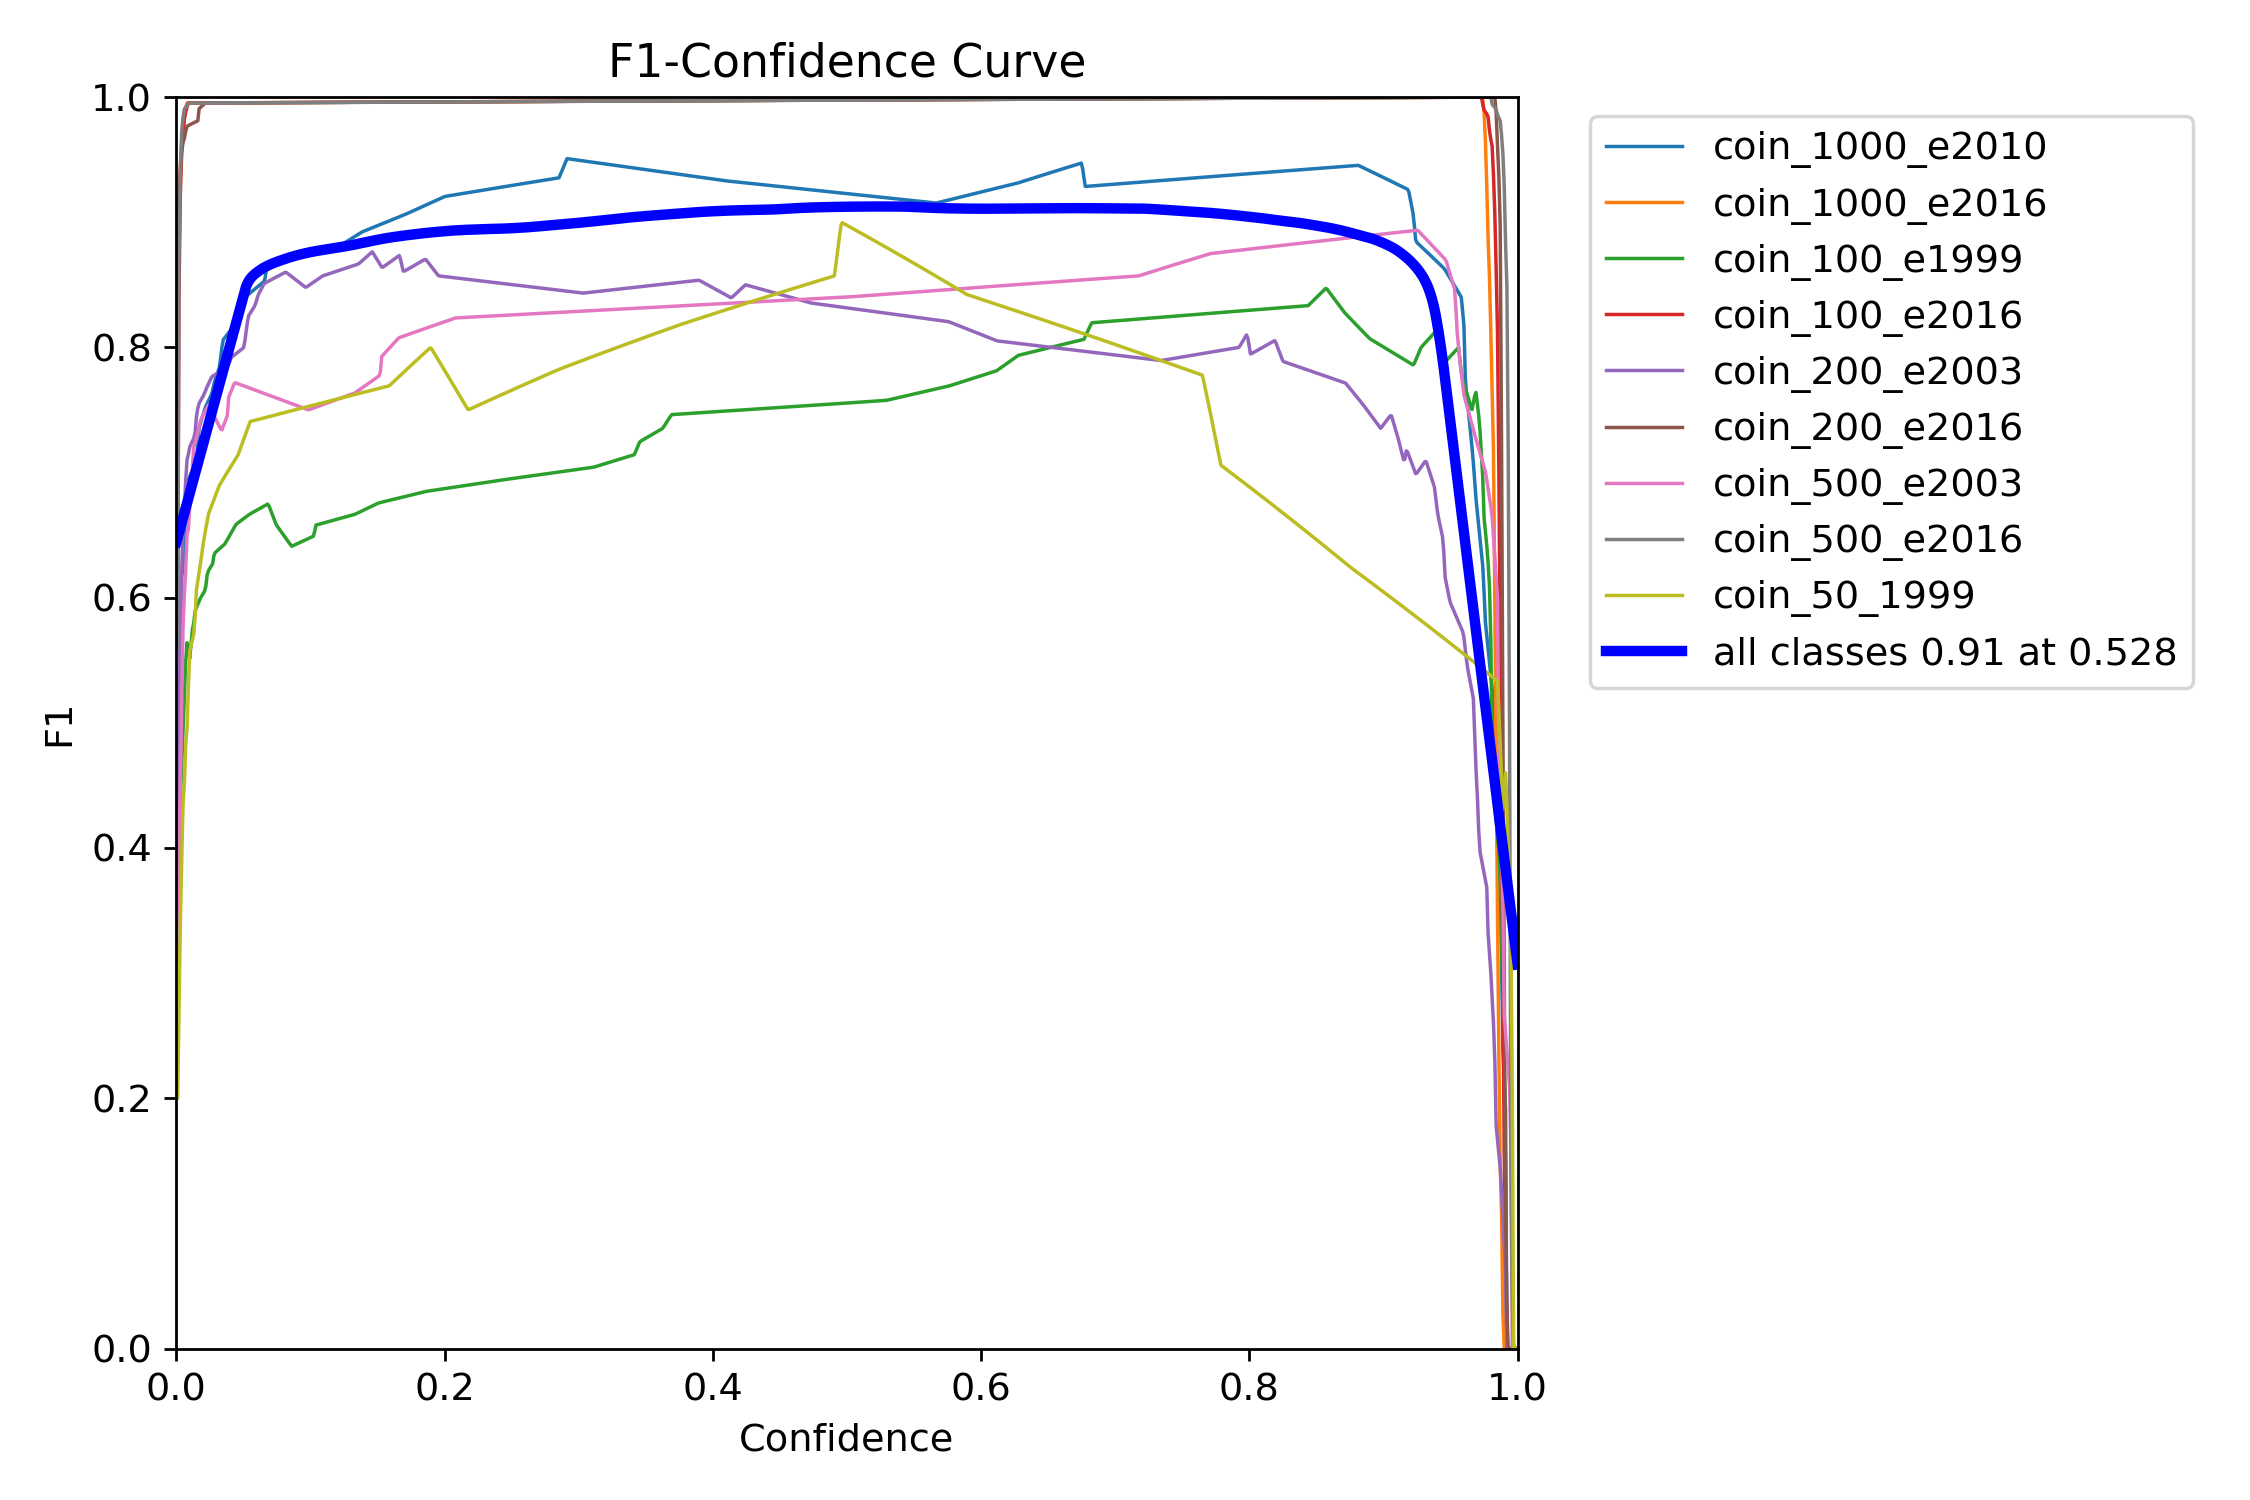 F1-Confidence Curve
1.0
0.8
0.6
0.4
0.2
0.0
F1
0.0 0.2 0.4 0.6 0.8 1.0
Confidence
coin_1000_e2010
coin_1000_e2016
coin_100_e1999
coin_100_e2016
coin_200_e2003
coin_200_e2016
coin_500_e2003
coin_500_e2016
coin_50_1999
all classes 0.91 at 0.528